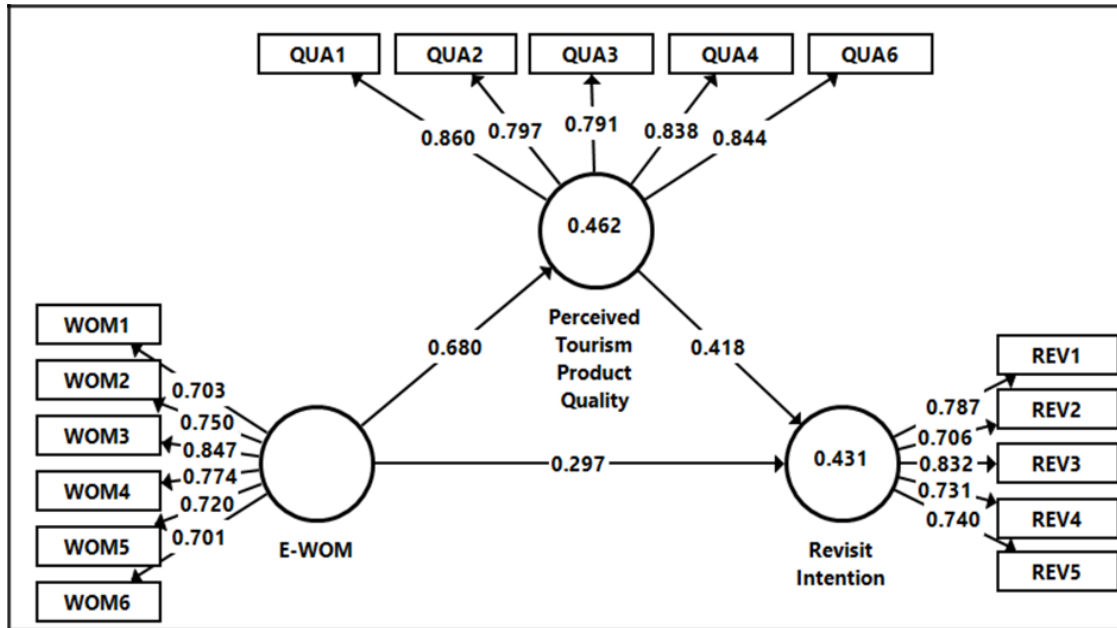 QUA1 QUA2 QUA3 QUA4 QUA6
0.860 0.797 0.791 0.838 0.844
0.462
Perceived
Tourism
Product
Quality
0.680
0.418
WOM1
WOM2
WOM3
WOM4
WOM5
WOM6
0.703
0.750
0.847
0.774
0.720
0.701
E-WOM
0.297
0.431
Revisit
Intention
0.787
0.706
0.832
0.731
0.740
REV1
REV2
REV3
REV4
REV5